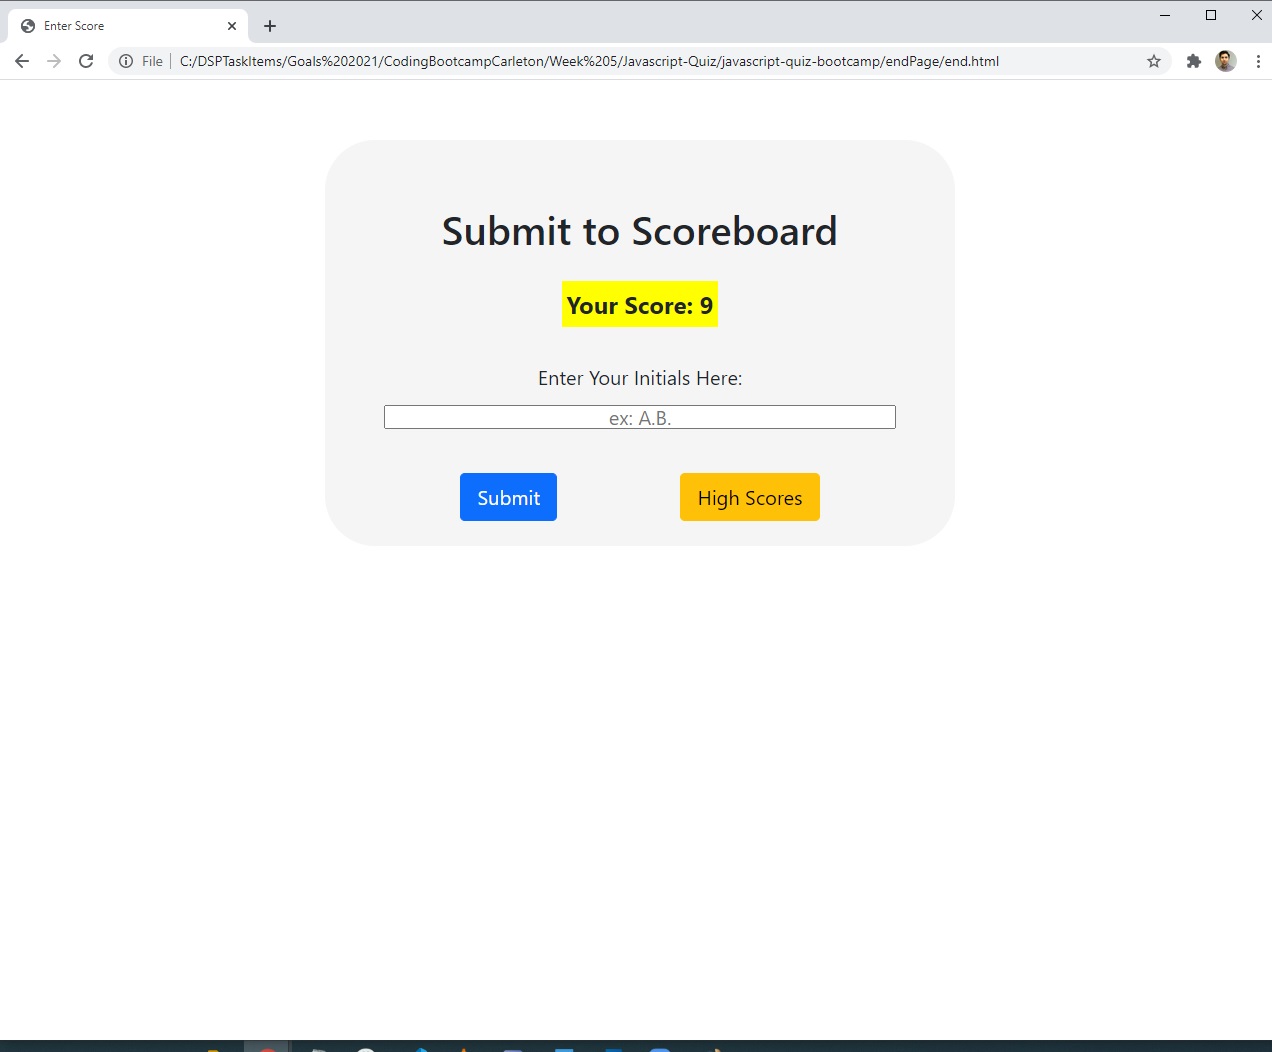 Enter Score
File
C:/DSPTaskItems/Goals%202021/CodingBootcampCarleton/Week%205/Javascript-Quiz/javascript-quiz-bootcamp/endPage/end.html
Submit to Scoreboard
Your Score: 9
Enter Your Initials Here:
ex: A.B.
Submit
High Scores